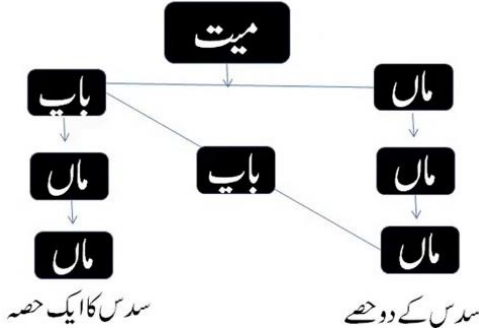 میت
ماں
باپ
ماں
باپ
ماں
ماں
ماں
سدس کے دو حصے
سدس کا ایک حصہ